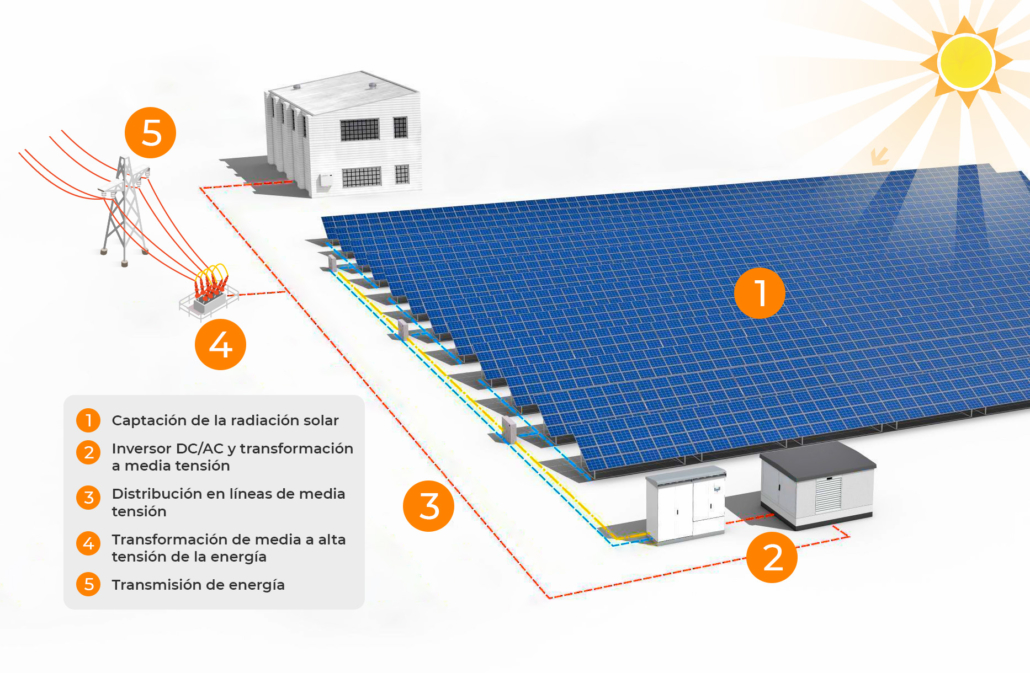 5
1
4
1 Captación de la radiación solar
2 Inversor DC/AC y transformación
a media tensión
3 Distribución en líneas de media
tensión
4 Transformación de media a alta
tensión de la energía
5 Transmisión de energía
3
2